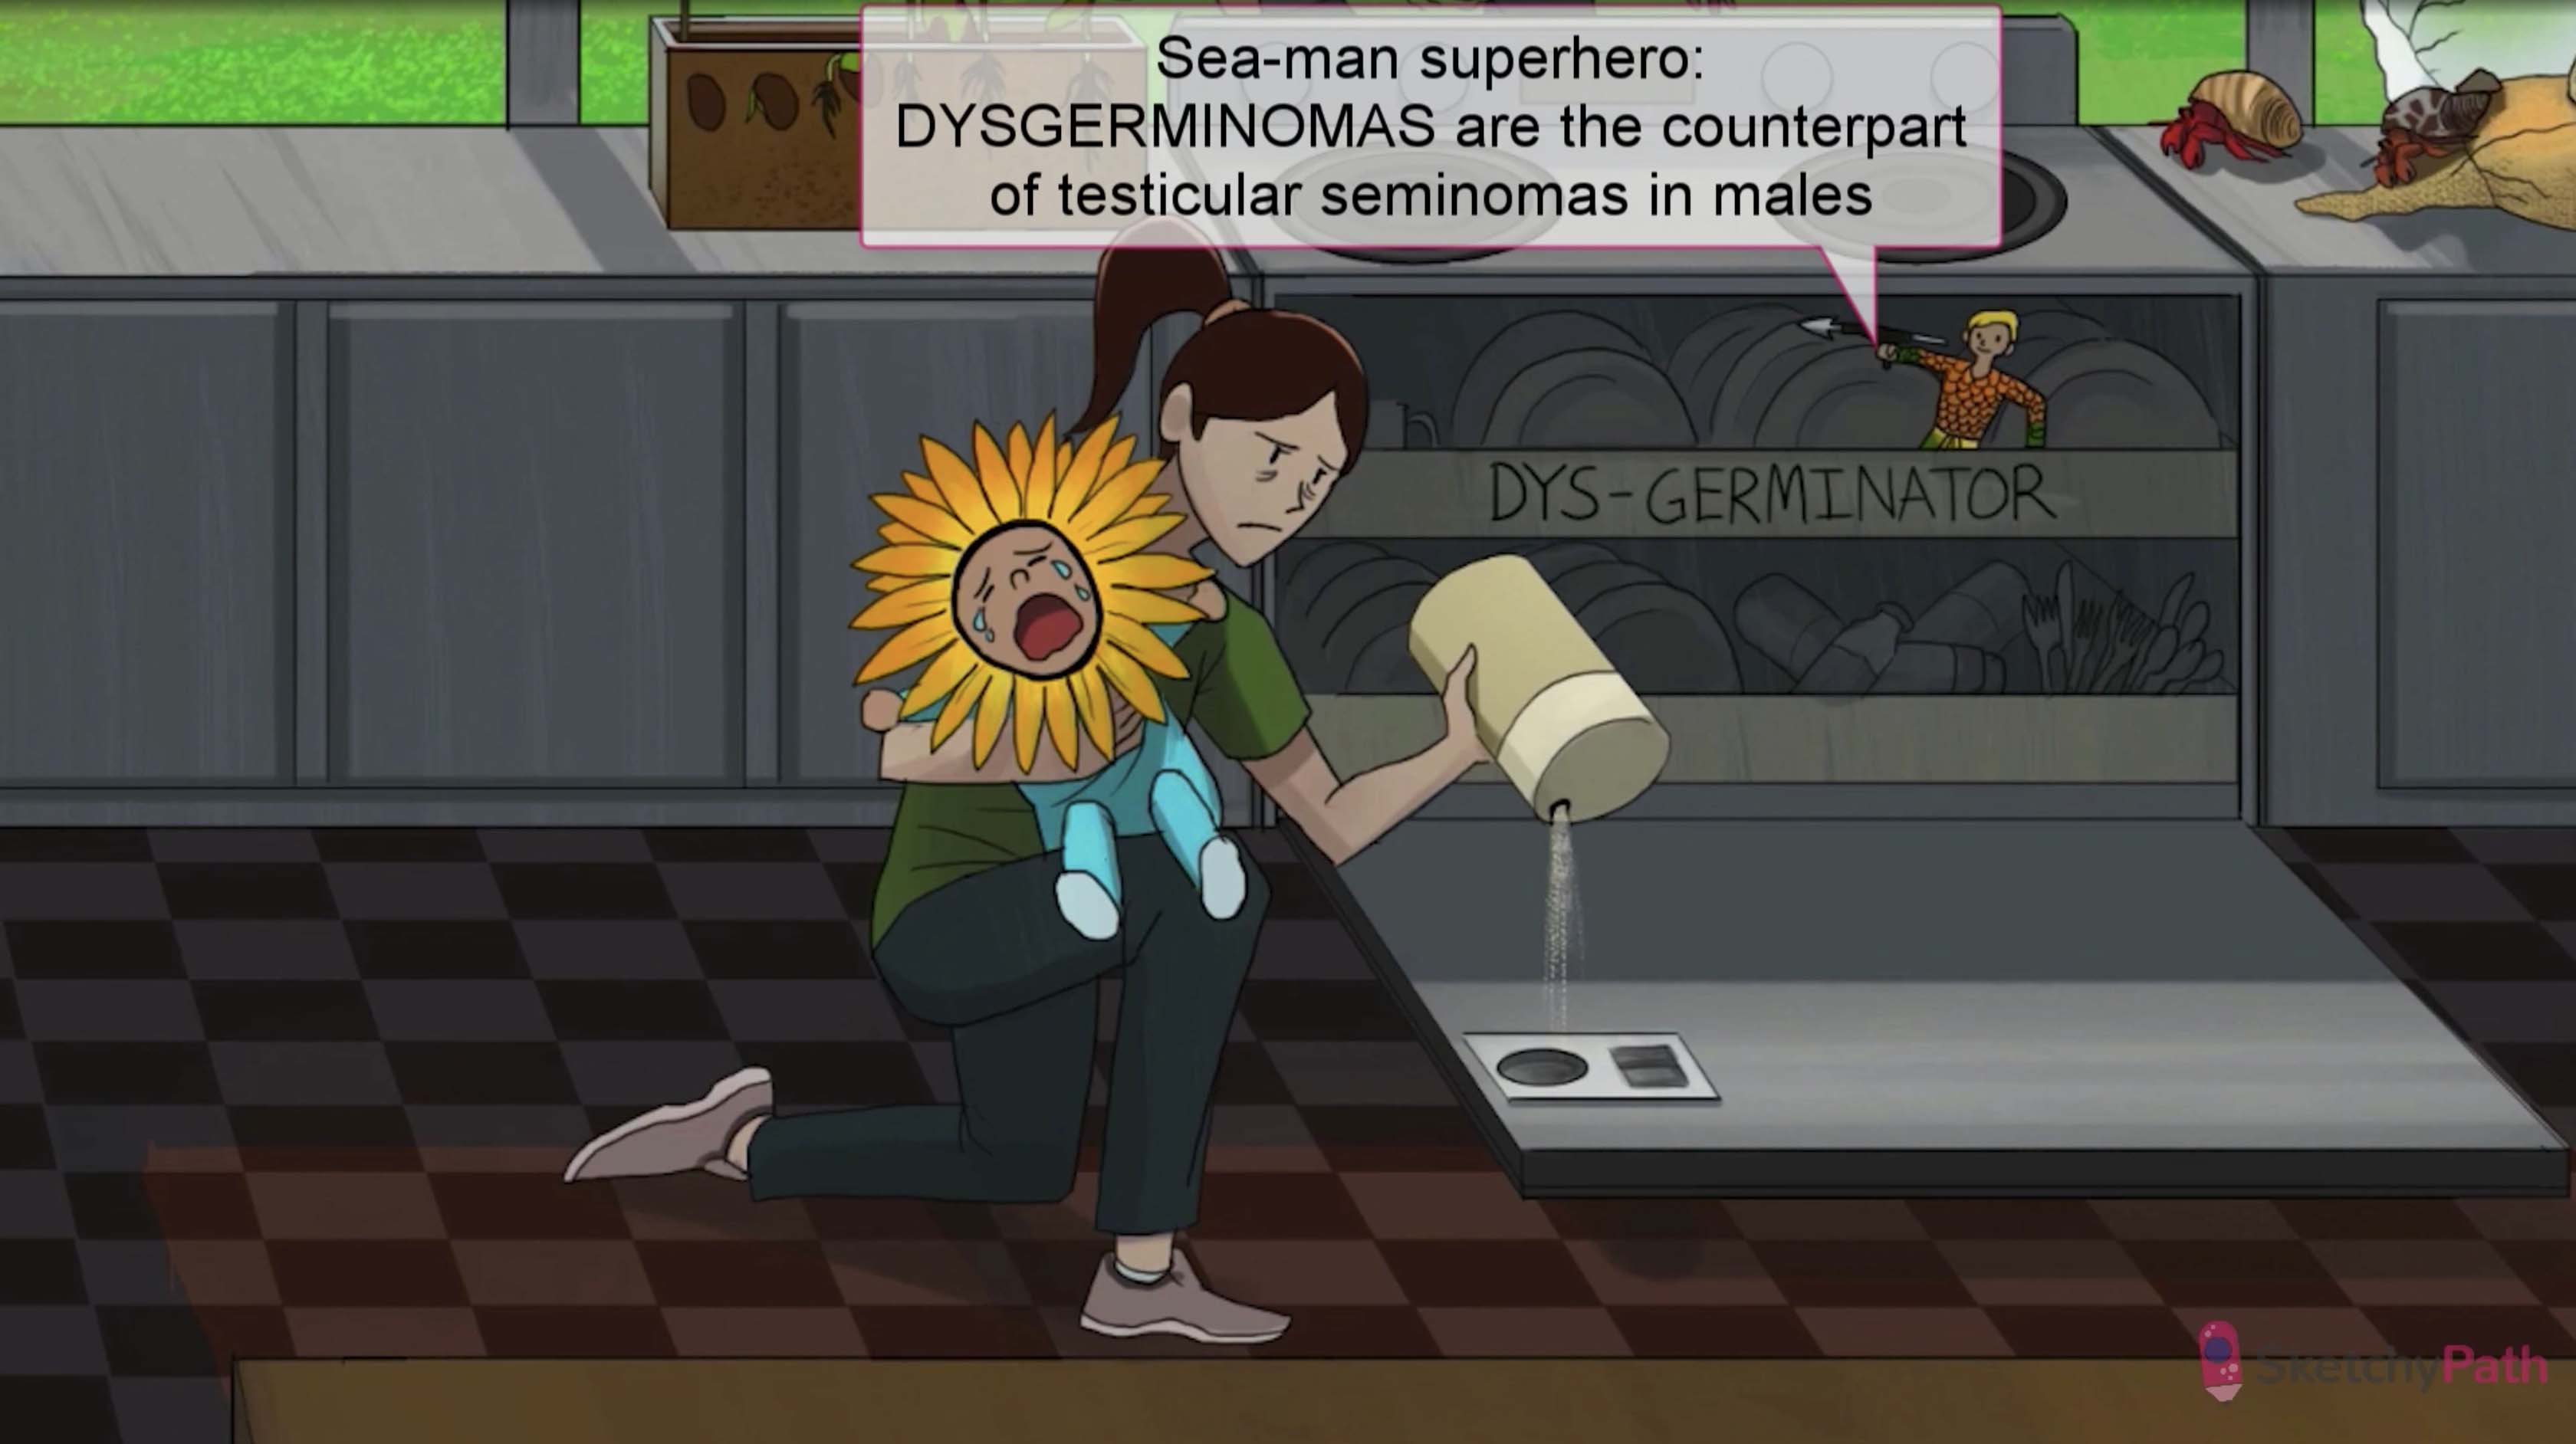 Sea-man superhero:
DYSGERMINOMAS are the counterpart
of testicular seminomas in males
DYS-GERMINATOR
SketchyPath